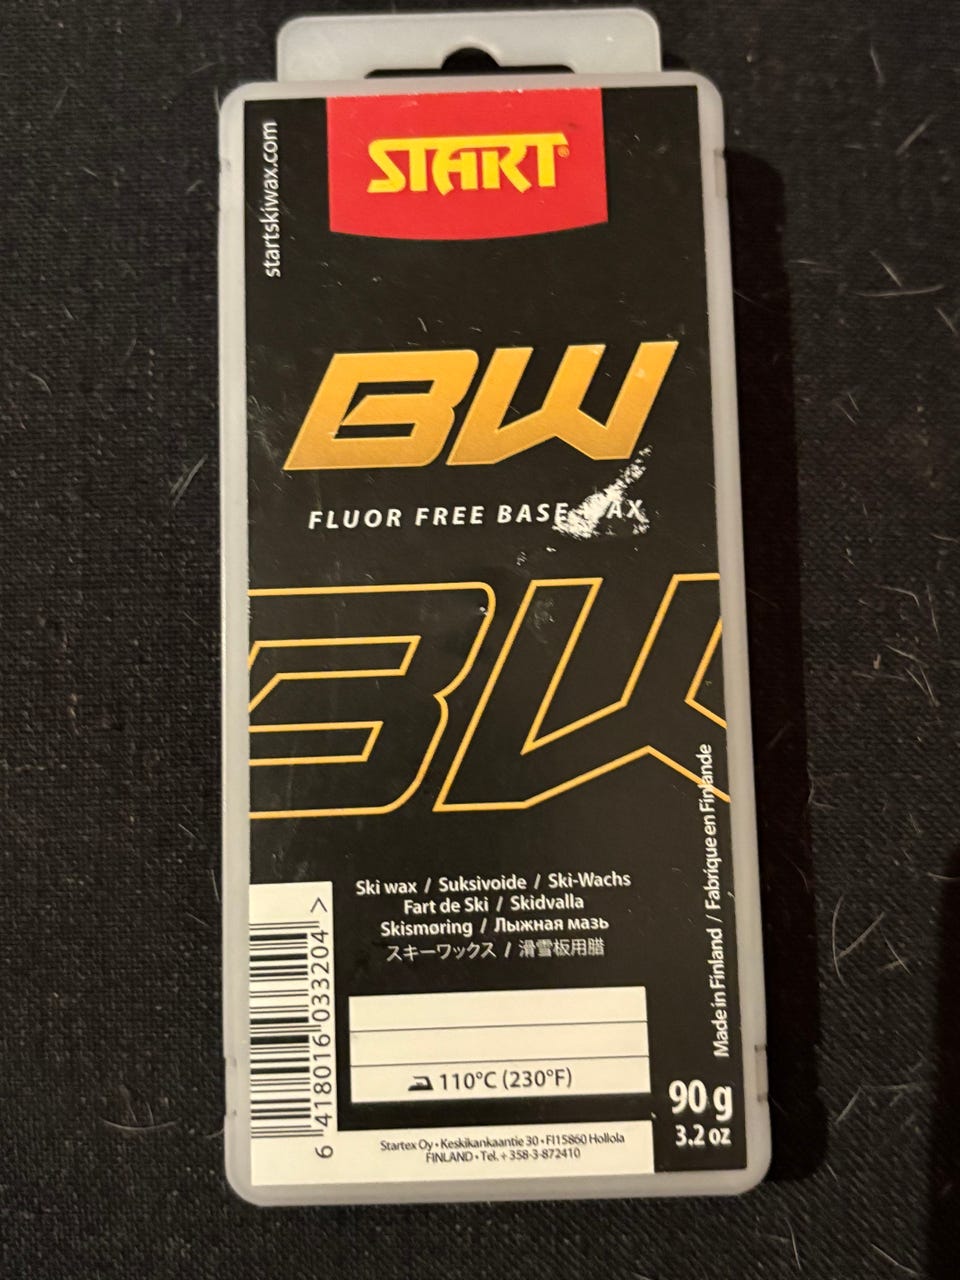 startskiwax.com
START®
BW
FLUOR FREE BASE WAX
BW
Ski wax / Suksivoide / Ski-Wachs
Fart de Ski / Skidvalla
Skismøring / Лыжная мазь
スキーワックス / 滑雪板用腊
Made in Finland / Fabrique en Finlande
6 418016 033204 >
110°C (230°F)
90 g
3.2 oz
Startex Oy • Keskikankaantie 30 • FI15860 Hollola
FINLAND • Tel. + 358-3-872410